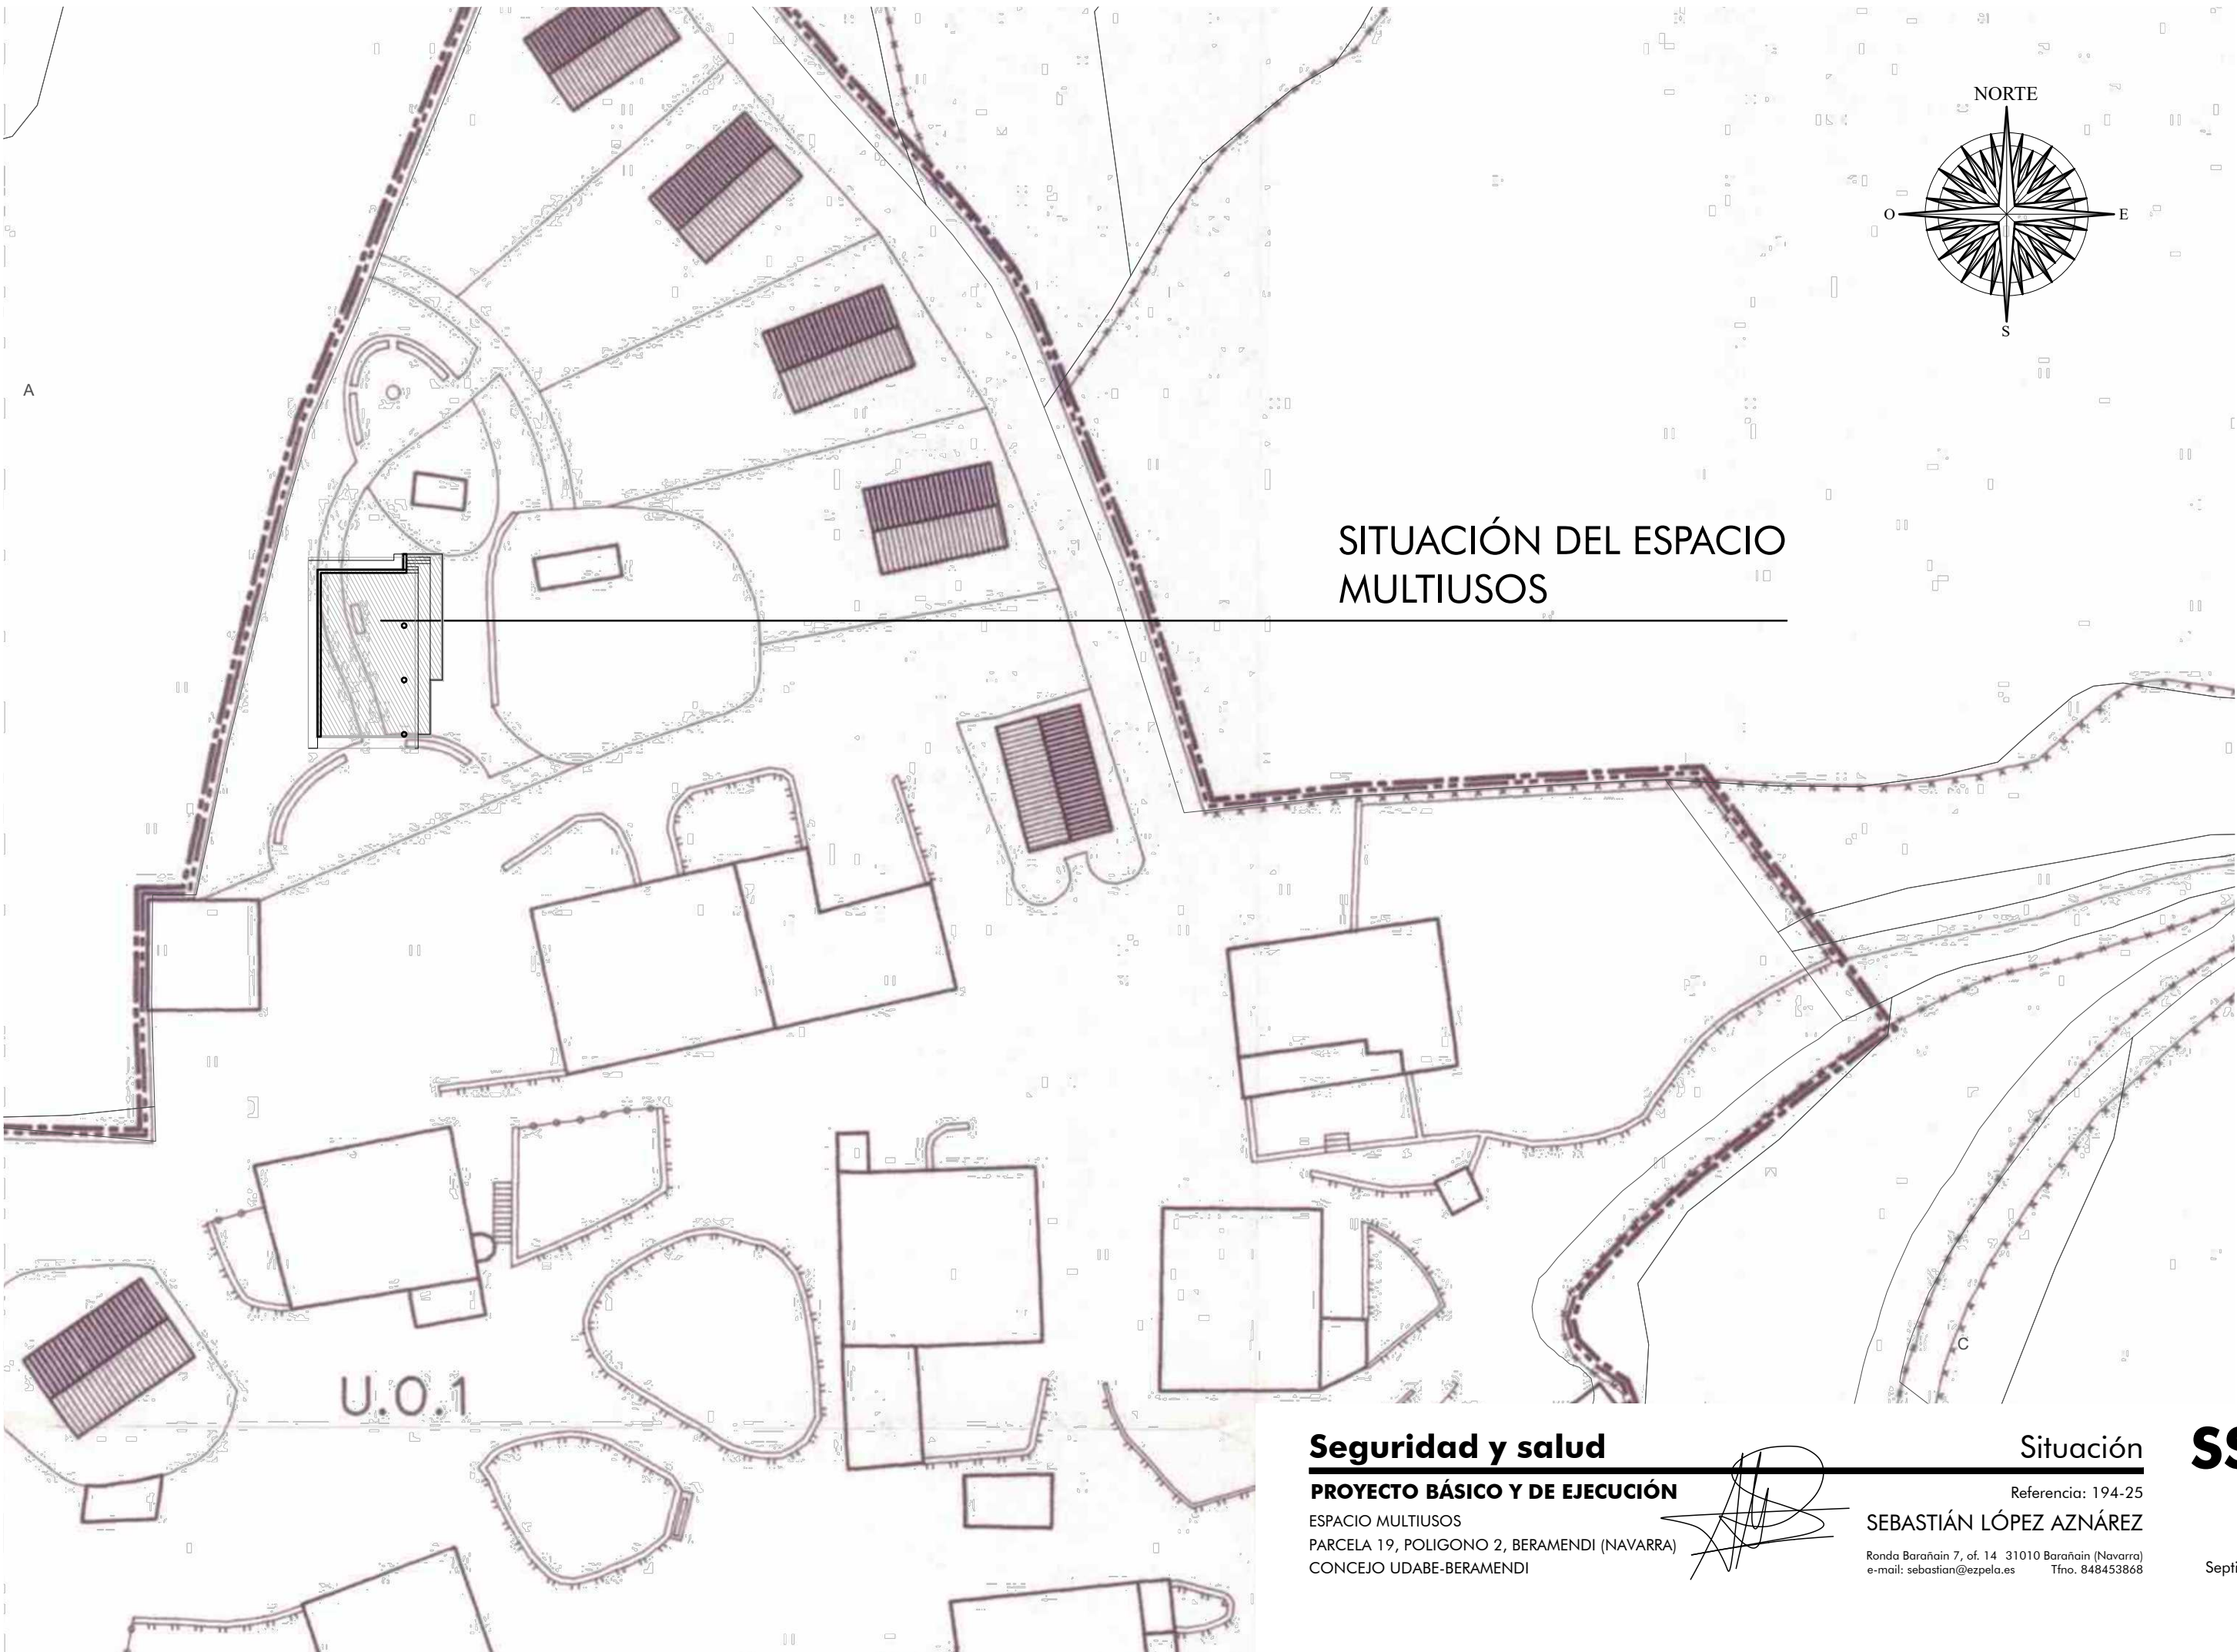 NORTE
O
E
S
A
SITUACIÓN DEL ESPACIO
MULTIUSOS
U.O.1
C
Seguridad y salud
Situación
PROYECTO BÁSICO Y DE EJECUCIÓN
Referencia: 194-25
ESPACIO MULTIUSOS
SEBASTIÁN LÓPEZ AZNÁREZ
PARCELA 19, POLIGONO 2, BERAMENDI (NAVARRA)
CONCEJO UDABE-BERAMENDI
Ronda Barañain 7, of. 14 31010 Barañain (Navarra)
e-mail: sebastian@ezpela.es Tfno. 848453868